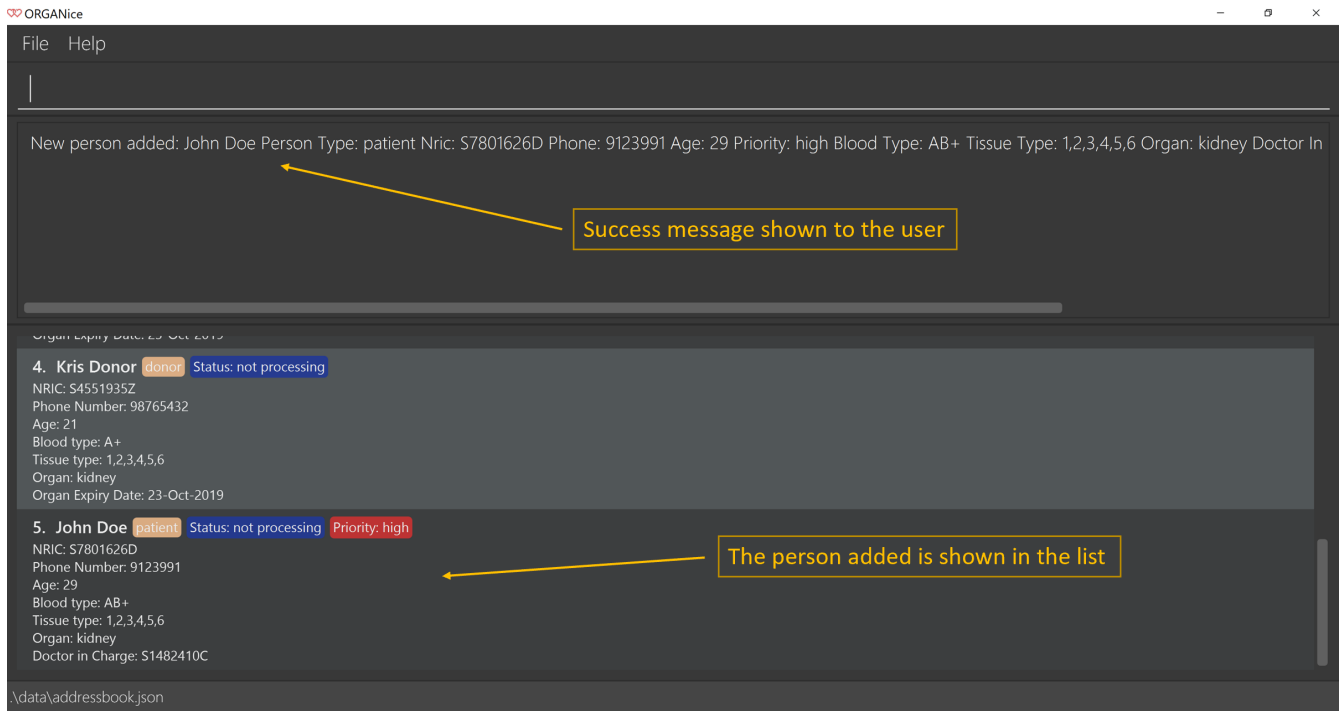 ORGANice
File Help
New person added: John Doe Person Type: patient Nric: S7801626D Phone: 9123991 Age: 29 Priority: high Blood Type: AB+ Tissue Type: 1,2,3,4,5,6 Organ: kidney Doctor In
Success message shown to the user
Organ Expiry Date: 23-Oct-2019
4. Kris Donor donor Status: not processing
NRIC: S4551935Z
Phone Number: 98765432
Age: 21
Blood type: A+
Tissue type: 1,2,3,4,5,6
Organ: kidney
Organ Expiry Date: 23-Oct-2019
5. John Doe patient Status: not processing Priority: high
NRIC: S7801626D
Phone Number: 9123991
Age: 29
Blood type: AB+
Tissue type: 1,2,3,4,5,6
Organ: kidney
Doctor in Charge: S1482410C
The person added is shown in the list
.\data\addressbook.json